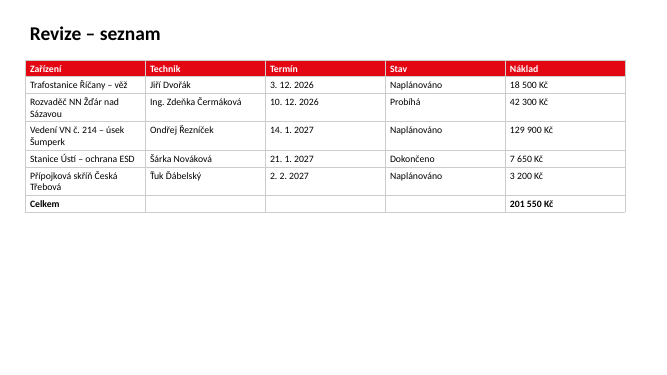 Revize – seznam
Zařízení Technik Termín Stav Náklad
Trafostanice Říčany – věž Jiří Dvořák 3. 12. 2026 Naplánováno 18 500 Kč
Rozvaděč NN Žďár nad Sázavou Ing. Zdeňka Čermáková 10. 12. 2026 Probíhá 42 300 Kč
Vedení VN č. 214 – úsek Šumperk Ondřej Řezníček 14. 1. 2027 Naplánováno 129 900 Kč
Stanice Ústí – ochrana ESD Šárka Nováková 21. 1. 2027 Dokončeno 7 650 Kč
Přípojková skříň Česká Třebová Ťuk Ďábelský 2. 2. 2027 Naplánováno 3 200 Kč
Celkem 201 550 Kč